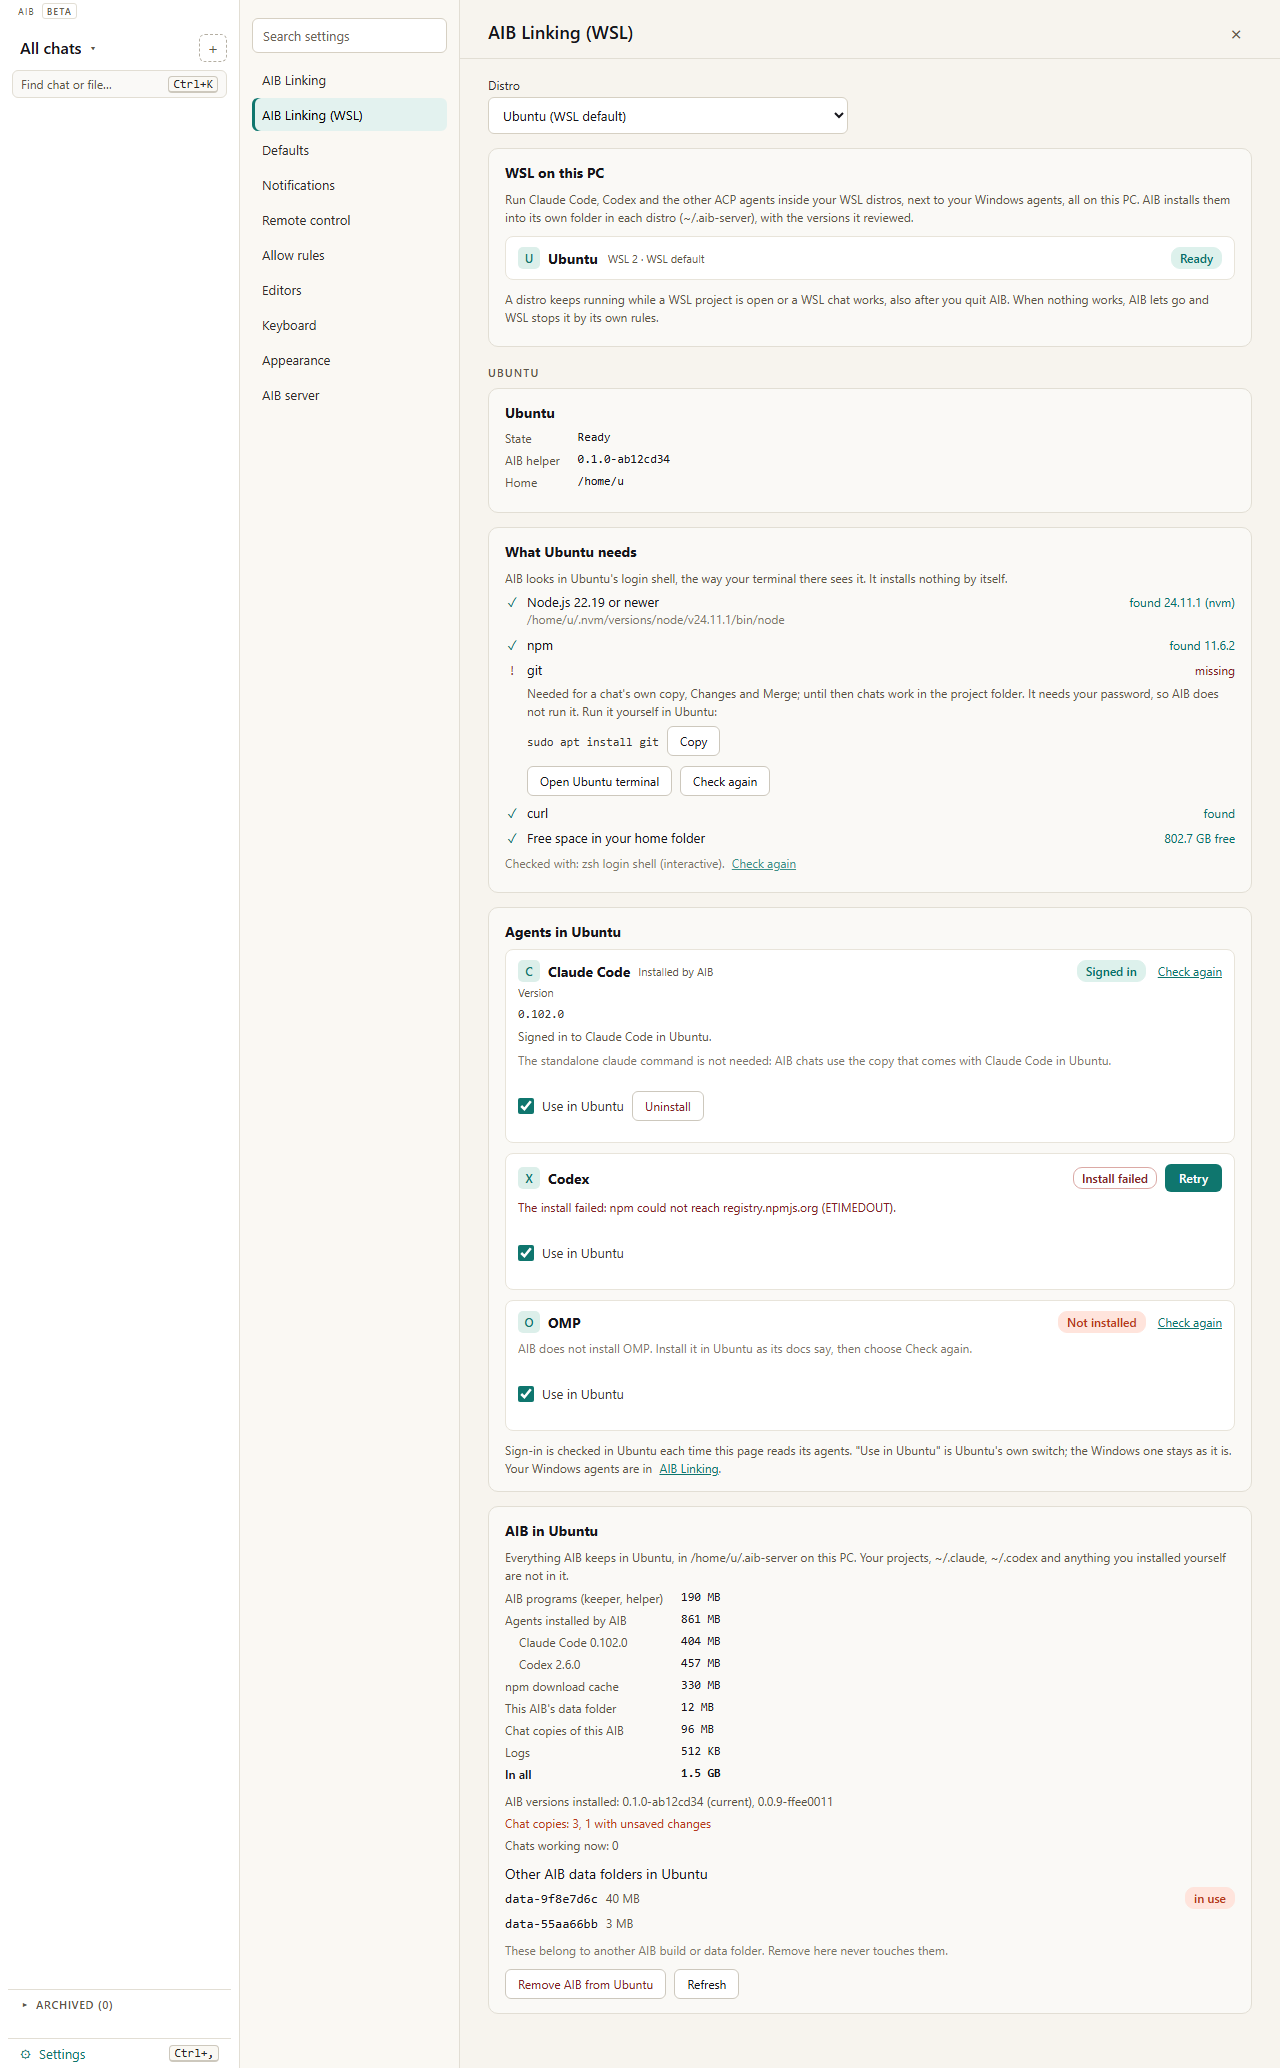 AIB BETA
All chats
+
Find chat or file... Ctrl+K
Search settings
AIB Linking
AIB Linking (WSL)
Defaults
Notifications
Remote control
Allow rules
Editors
Keyboard
Appearance
AIB server
ARCHIVED (0)
Settings Ctrl+,
AIB Linking (WSL)
×
Distro
Ubuntu (WSL default)
WSL on this PC
Run Claude Code, Codex and the other ACP agents inside your WSL distros, next to your Windows agents, all on this PC. AIB installs them
into its own folder in each distro (~/.aib-server), with the versions it reviewed.
U Ubuntu WSL 2 · WSL default Ready
A distro keeps running while a WSL project is open or a WSL chat works, also after you quit AIB. When nothing works, AIB lets go and
WSL stops it by its own rules.
UBUNTU
Ubuntu
State Ready
AIB helper 0.1.0-ab12cd34
Home /home/u
What Ubuntu needs
AIB looks in Ubuntu's login shell, the way your terminal there sees it. It installs nothing by itself.
✓ Node.js 22.19 or newer found 24.11.1 (nvm)
/home/u/.nvm/versions/node/v24.11.1/bin/node
✓ npm found 11.6.2
! git missing
Needed for a chat's own copy, Changes and Merge; until then chats work in the project folder. It needs your password, so AIB does
not run it. Run it yourself in Ubuntu:
sudo apt install git Copy
Open Ubuntu terminal Check again
✓ curl found
✓ Free space in your home folder 802.7 GB free
Checked with: zsh login shell (interactive). Check again
Agents in Ubuntu
C Claude Code Installed by AIB Signed in Check again
Version
0.102.0
Signed in to Claude Code in Ubuntu.
The standalone claude command is not needed: AIB chats use the copy that comes with Claude Code in Ubuntu.
Use in Ubuntu Uninstall
X Codex Install failed Retry
The install failed: npm could not reach registry.npmjs.org (ETIMEDOUT).
Use in Ubuntu
O OMP Not installed Check again
AIB does not install OMP. Install it in Ubuntu as its docs say, then choose Check again.
Use in Ubuntu
Sign-in is checked in Ubuntu each time this page reads its agents. "Use in Ubuntu" is Ubuntu's own switch; the Windows one stays as it is.
Your Windows agents are in AIB Linking.
AIB in Ubuntu
Everything AIB keeps in Ubuntu, in /home/u/.aib-server on this PC. Your projects, ~/.claude, ~/.codex and anything you installed yourself
are not in it.
AIB programs (keeper, helper) 190 MB
Agents installed by AIB 861 MB
Claude Code 0.102.0 404 MB
Codex 2.6.0 457 MB
npm download cache 330 MB
This AIB's data folder 12 MB
Chat copies of this AIB 96 MB
Logs 512 KB
In all 1.5 GB
AIB versions installed: 0.1.0-ab12cd34 (current), 0.0.9-ffee0011
Chat copies: 3, 1 with unsaved changes
Chats working now: 0
Other AIB data folders in Ubuntu
data-9f8e7d6c 40 MB in use
data-55aa66bb 3 MB
These belong to another AIB build or data folder. Remove here never touches them.
Remove AIB from Ubuntu Refresh